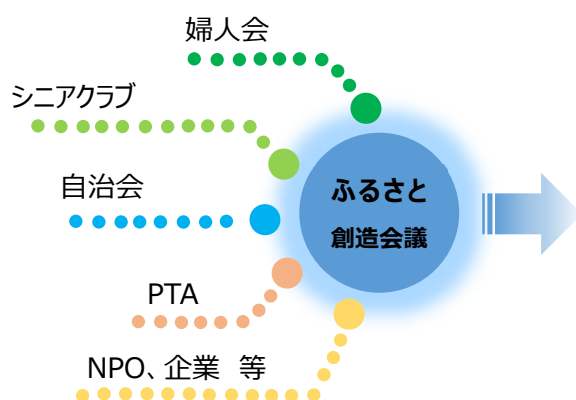 婦人会
シニアクラブ
自治会
PTA
NPO、企業　等
ふるさと
創造会議